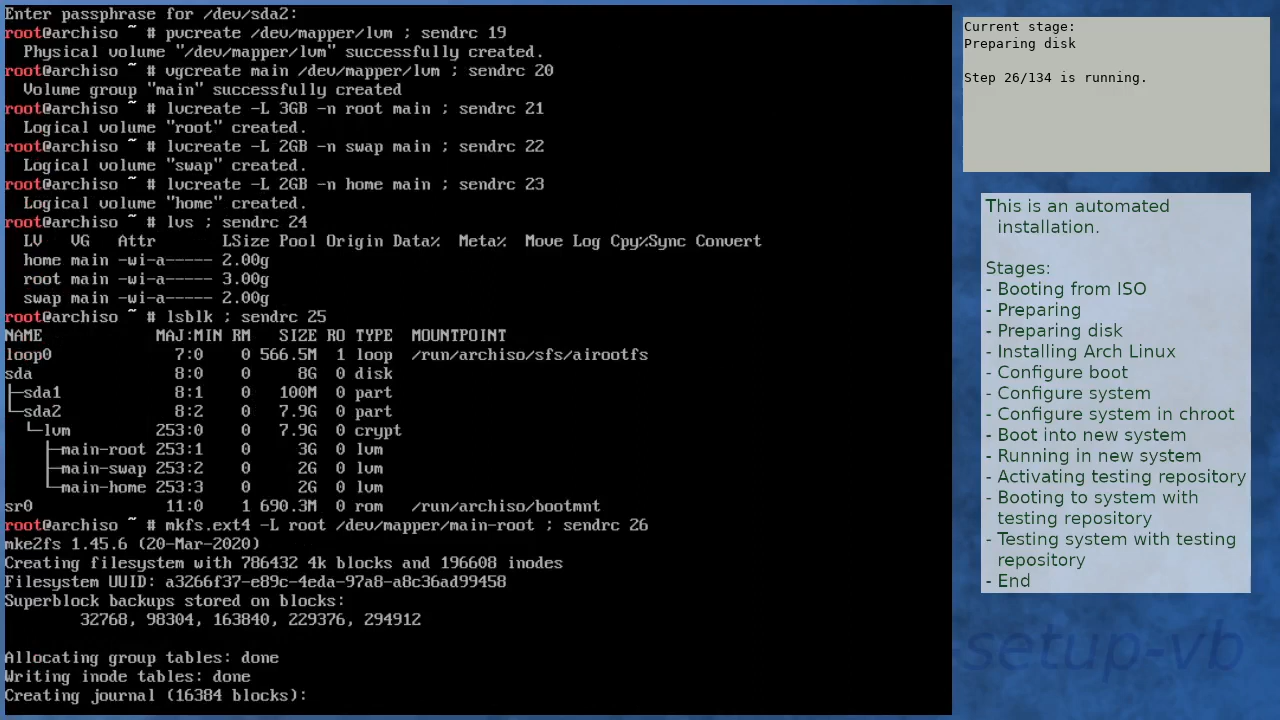 Enter passphrase for /dev/sda2:
root@archiso ~ # pvcreate /dev/mapper/lvm ; sendrc 19
  Physical volume "/dev/mapper/lvm" successfully created.
root@archiso ~ # vgcreate main /dev/mapper/lvm ; sendrc 20
  Volume group "main" successfully created
root@archiso ~ # lvcreate -L 3GB -n root main ; sendrc 21
  Logical volume "root" created.
root@archiso ~ # lvcreate -L 2GB -n swap main ; sendrc 22
  Logical volume "swap" created.
root@archiso ~ # lvcreate -L 2GB -n home main ; sendrc 23
  Logical volume "home" created.
root@archiso ~ # lvs ; sendrc 24
  LV   VG   Attr       LSize Pool Origin Data%  Meta%  Move Log Cpy%Sync Convert
  home main -wi-a----- 2.00g
  root main -wi-a----- 3.00g
  swap main -wi-a----- 2.00g
root@archiso ~ # lsblk ; sendrc 25
NAME            MAJ:MIN RM   SIZE RO TYPE  MOUNTPOINT
loop0             7:0    0 566.5M  1 loop  /run/archiso/sfs/airootfs
sda               8:0    0     8G  0 disk
├─sda1            8:1    0   100M  0 part
└─sda2            8:2    0   7.9G  0 part
  └─lvm         253:0    0   7.9G  0 crypt
    ├─main-root 253:1    0     3G  0 lvm
    ├─main-swap 253:2    0     2G  0 lvm
    └─main-home 253:3    0     2G  0 lvm
sr0              11:0    1 690.3M  0 rom   /run/archiso/bootmnt
root@archiso ~ # mkfs.ext4 -L root /dev/mapper/main-root ; sendrc 26
mke2fs 1.45.6 (20-Mar-2020)
Creating filesystem with 786432 4k blocks and 196608 inodes
Filesystem UUID: a3266f37-e89c-4eda-97a8-a8c36ad99458
Superblock backups stored on blocks:
        32768, 98304, 163840, 229376, 294912
Allocating group tables: done
Writing inode tables: done
Creating journal (16384 blocks):
Current stage:
Preparing disk
Step 26/134 is running.
This is an automated
installation.
Stages:
- Booting from ISO
- Preparing
- Preparing disk
- Installing Arch Linux
- Configure boot
- Configure system
- Configure system in chroot
- Boot into new system
- Running in new system
- Activating testing repository
- Booting to system with
testing repository
- Testing system with testing
repository
- End
-setup-vb